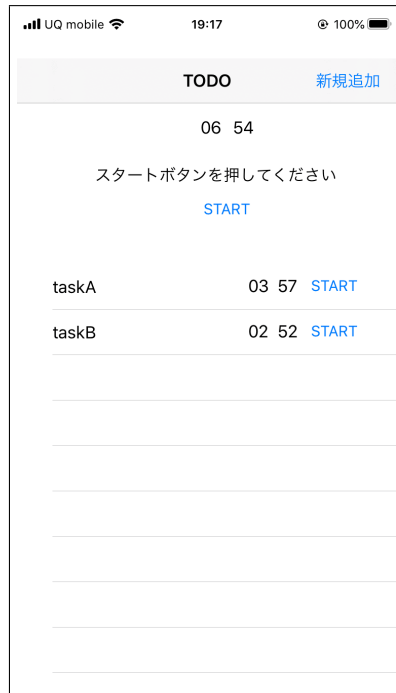 UQ mobile 19:17 100%
TODO 新規追加
06 54
スタートボタンを押してください
START
taskA 03 57 START
taskB 02 52 START